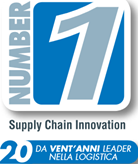 NUMBER 1
Supply Chain Innovation
20 DA VENT'ANNI LEADER
NELLA LOGISTICA